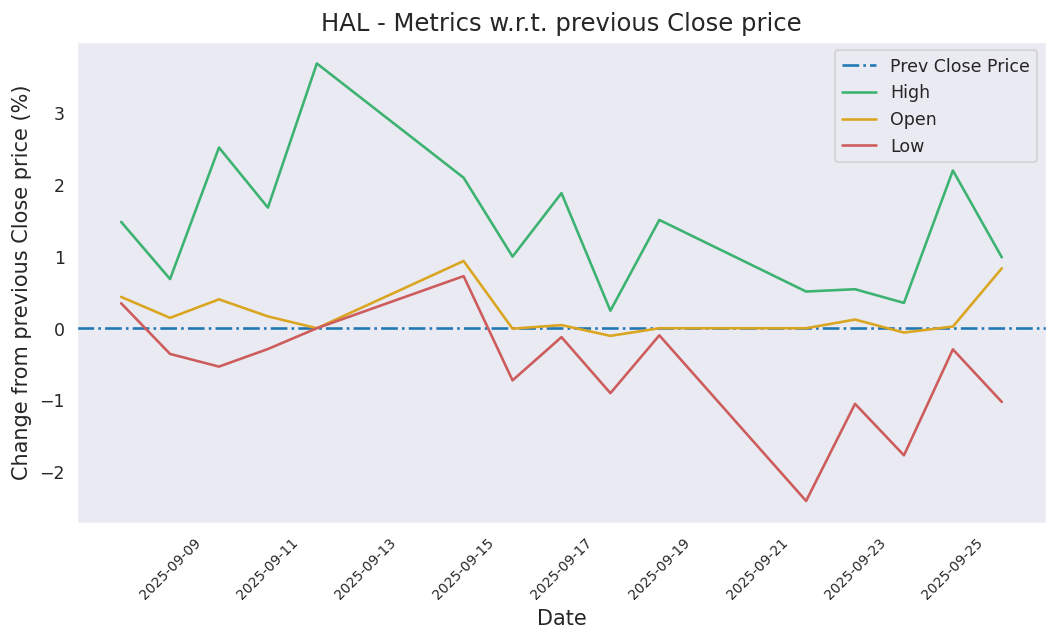 HAL - Metrics w.r.t. previous Close price
Change from previous Close price (%)
3
2
1
0
−1
−2
Prev Close Price
High
Open
Low
2025-09-09
2025-09-11
2025-09-13
2025-09-15
2025-09-17
2025-09-19
2025-09-21
2025-09-23
2025-09-25
Date